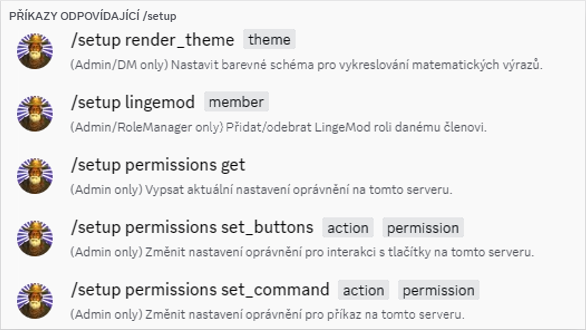 PŘÍKAZY ODPOVÍDAJÍCÍ /setup
/setup render_theme theme
(Admin/DM only) Nastavit barevné schéma pro vykreslování matematických výrazů.
/setup lingemod member
(Admin/RoleManager only) Přidat/odebrat LingeMod roli danému členovi.
/setup permissions get
(Admin only) Vypsat aktuální nastavení oprávnění na tomto serveru.
/setup permissions set_buttons action permission
(Admin only) Změnit nastavení oprávnění pro interakci s tlačítky na tomto serveru.
/setup permissions set_command action permission
(Admin only) Změnit nastavení oprávnění pro příkaz na tomto serveru.